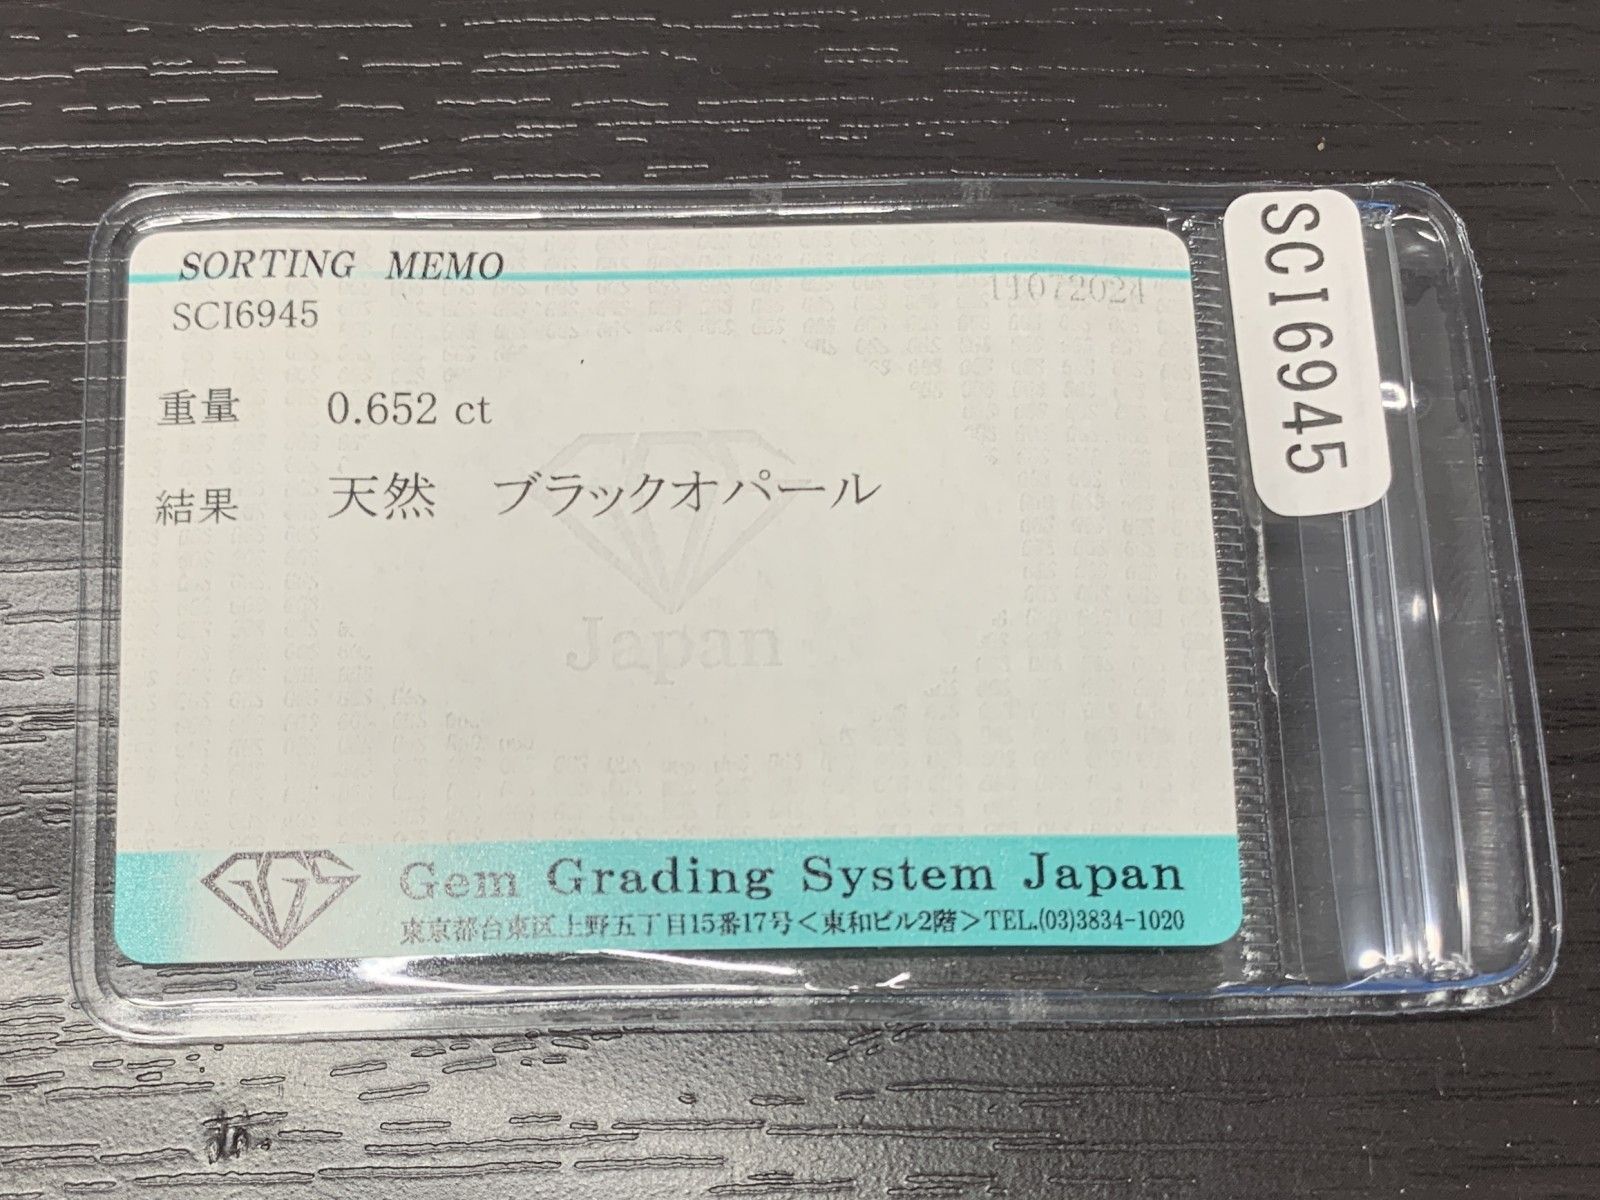 SORTING MEMO
11072024
SCI6945
重量 0.652 ct
結果 天然 ブラックオパール
Japan
GGS Gem Grading System Japan
東京都台東区上野五丁目15番17号＜東和ビル2階＞TEL.(03)3834-1020
SCI6945